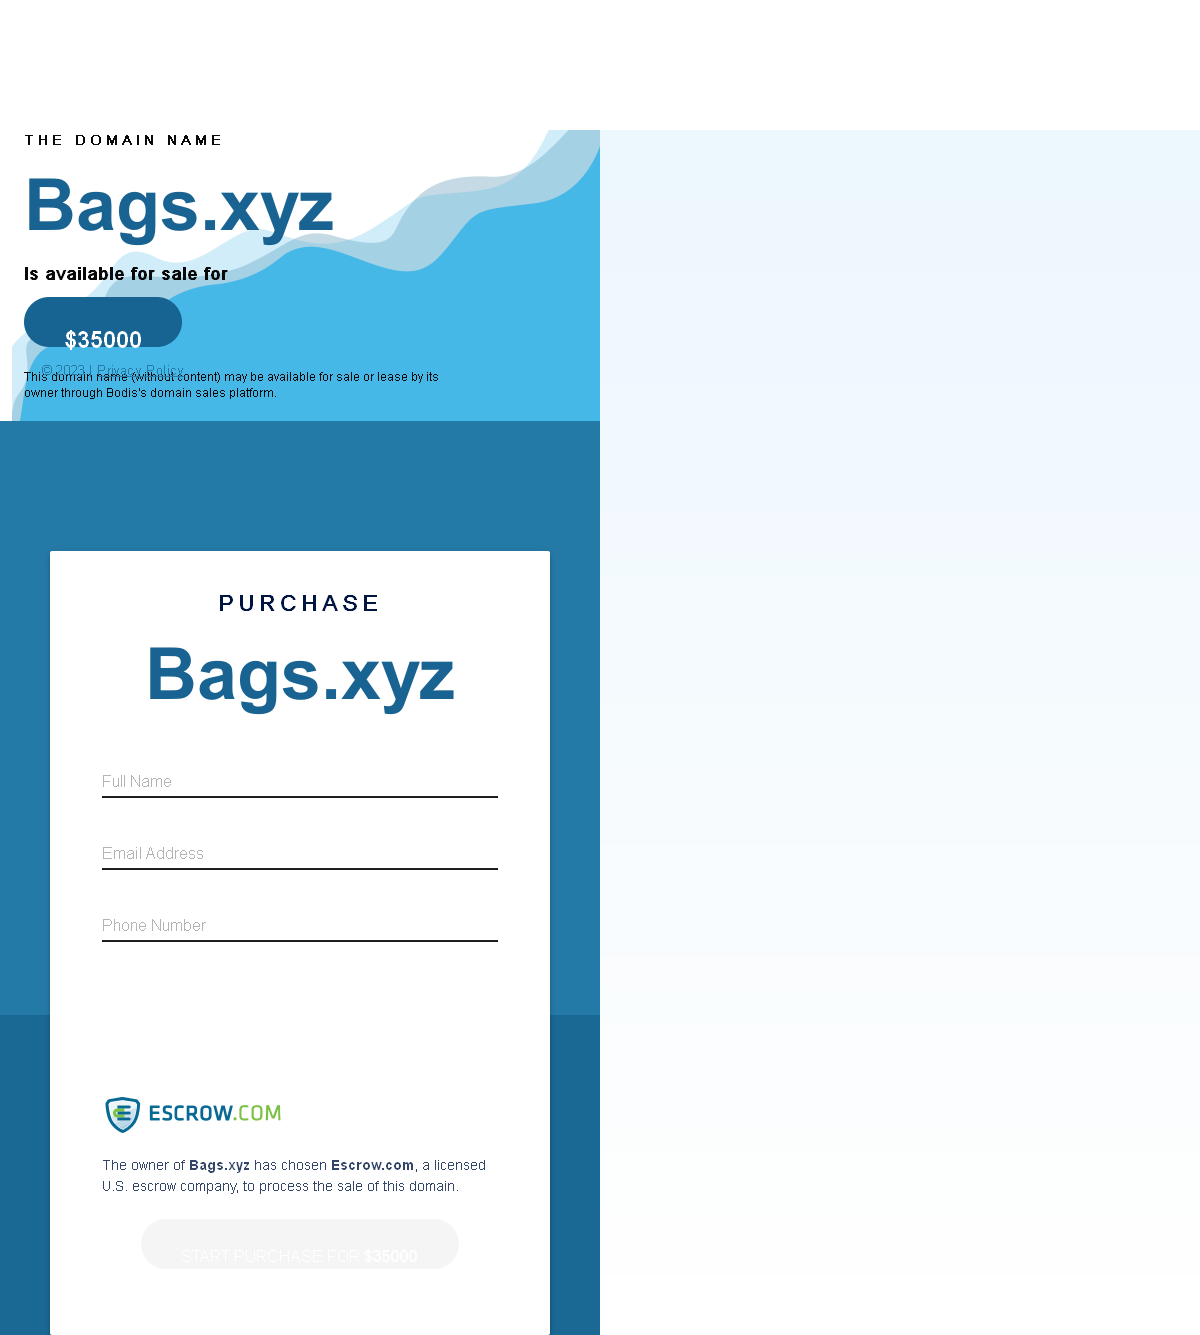 THE DOMAIN NAME
Bags.xyz
Is available for sale for
$35000
© 2023 | Privacy Policy
This domain name (without content) may be available for sale or lease by its
owner through Bodis's domain sales platform.
PURCHASE
Bags.xyz
Full Name
Email Address
Phone Number
ESCROW.COM
The owner of Bags.xyz has chosen Escrow.com, a licensed
U.S. escrow company, to process the sale of this domain.
START PURCHASE FOR $35000